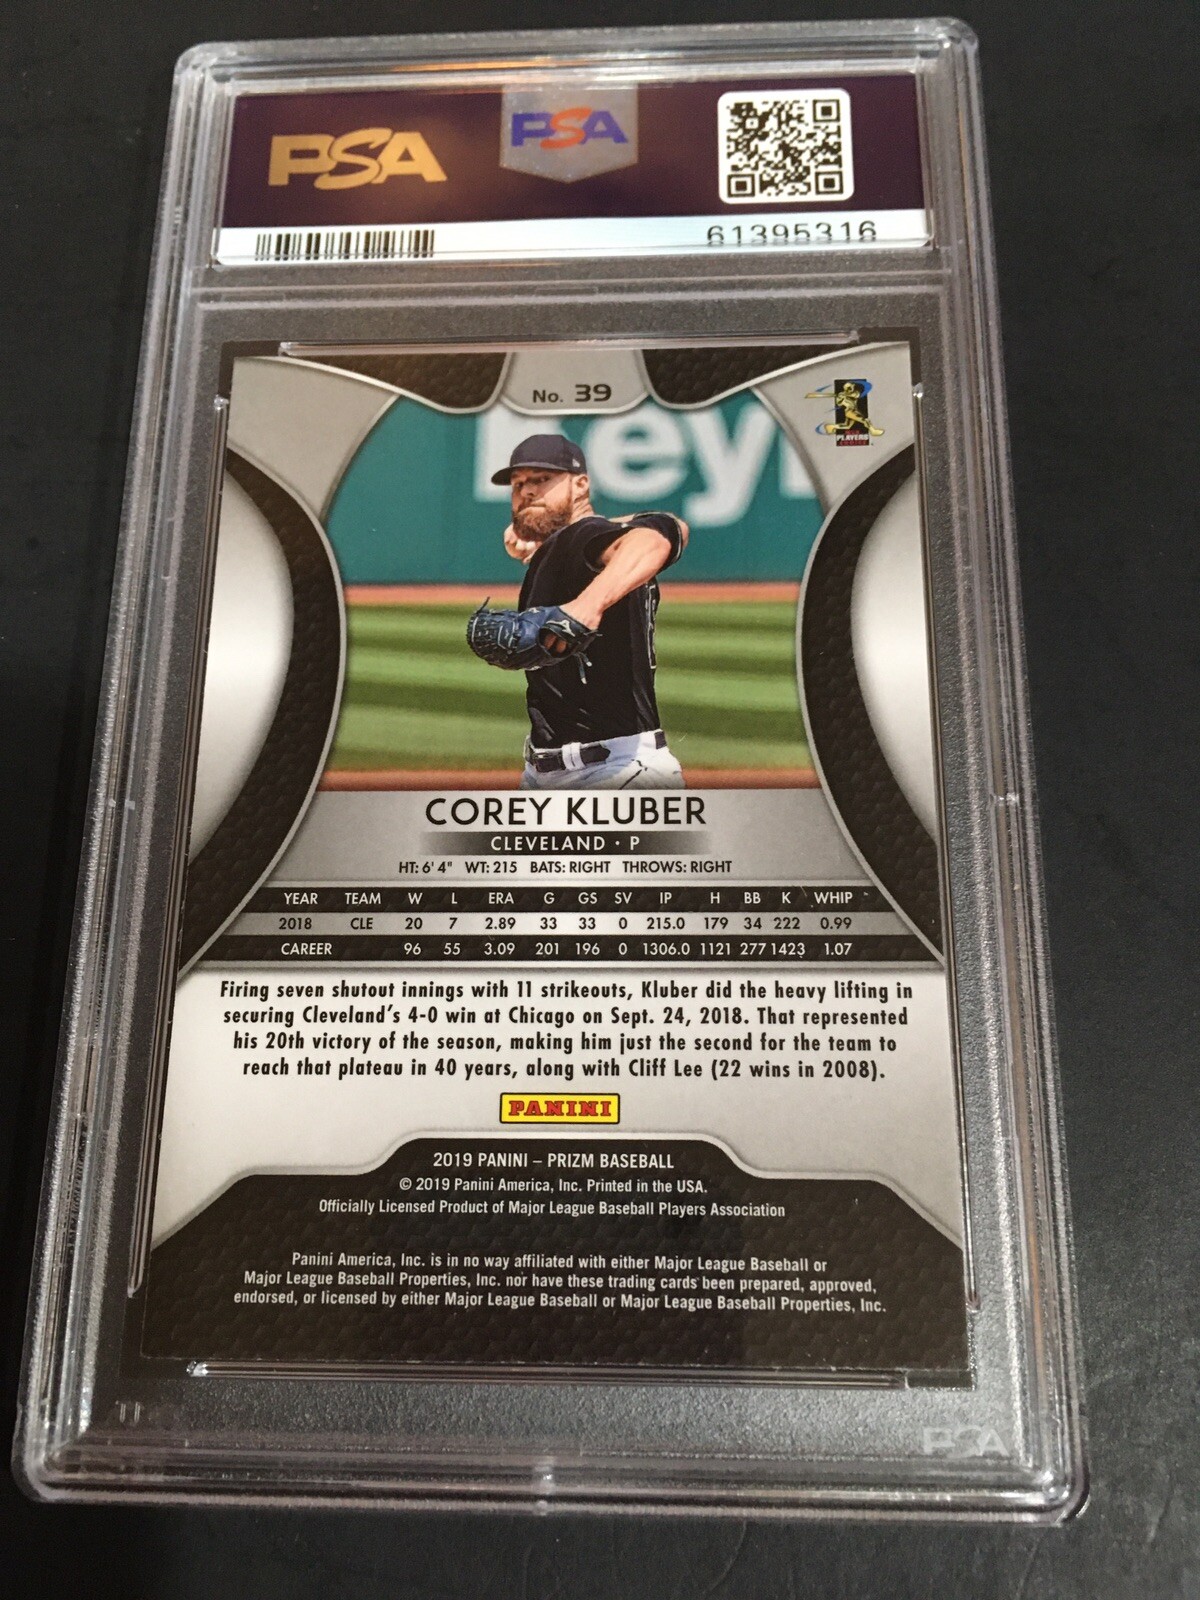 PSA
PSA
61395316
No. 39
Key
PLAYERS
COREY KLUBER
CLEVELAND • P
HT: 6' 4" WT: 215 BATS: RIGHT THROWS: RIGHT
YEAR TEAM W L ERA G GS SV IP H BB K WHIP
2018 CLE 20 7 2.89 33 33 0 215.0 179 34 222 0.99
CAREER 96 55 3.09 201 196 0 1306.0 1121 277 1423 1.07
Firing seven shutout innings with 11 strikeouts, Kluber did the heavy lifting in
securing Cleveland's 4-0 win at Chicago on Sept. 24, 2018. That represented
his 20th victory of the season, making him just the second for the team to
reach that plateau in 40 years, along with Cliff Lee (22 wins in 2008).
PANINI
2019 PANINI – PRIZM BASEBALL
© 2019 Panini America, Inc. Printed in the USA.
Officially Licensed Product of Major League Baseball Players Association
Panini America, Inc. is in no way affiliated with either Major League Baseball or
Major League Baseball Properties, Inc. nor have these trading cards been prepared, approved,
endorsed, or licensed by either Major League Baseball or Major League Baseball Properties, Inc.
PSA